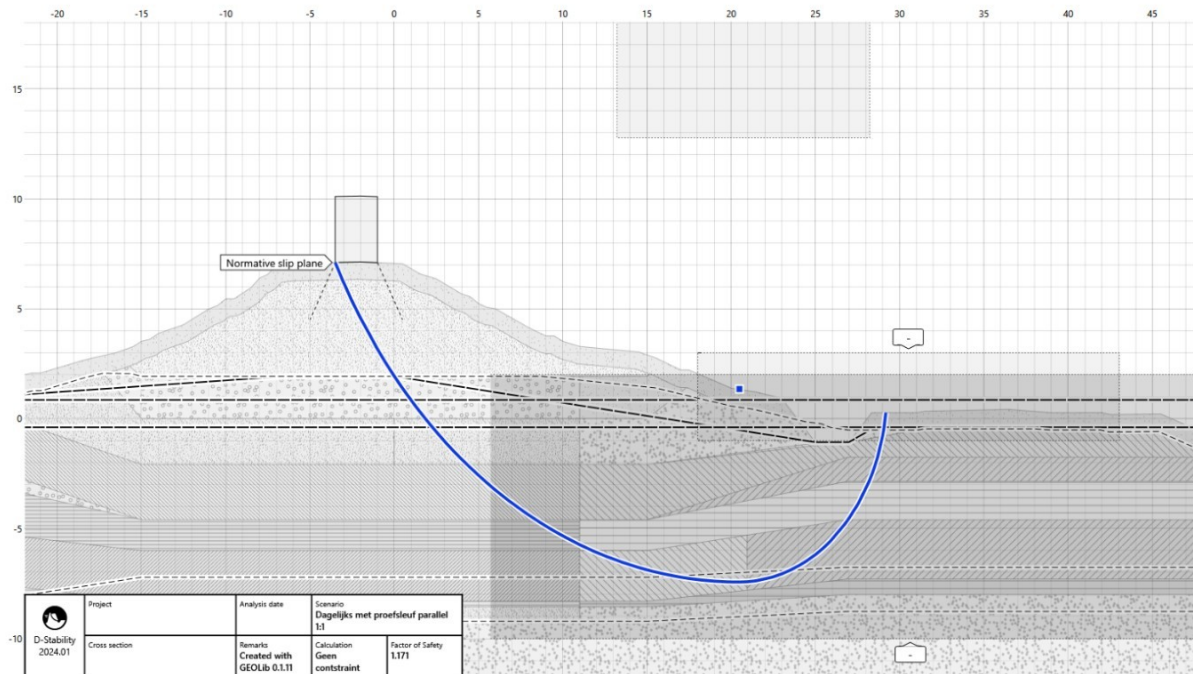 -20 -15 -10 -5 0 5 10 15 20 25 30 35 40 45
15
10
Normative slip plane
5
-
0
-5
-10
D-Stability
2024.01
Project
Analysis date
Scenario
Dagelijks met proefsleuf parallel
1:1
Cross section
Remarks
Created with
GEOLib 0.1.11
Calculation
Geen
contstraint
Factor of Safety
1.171
-